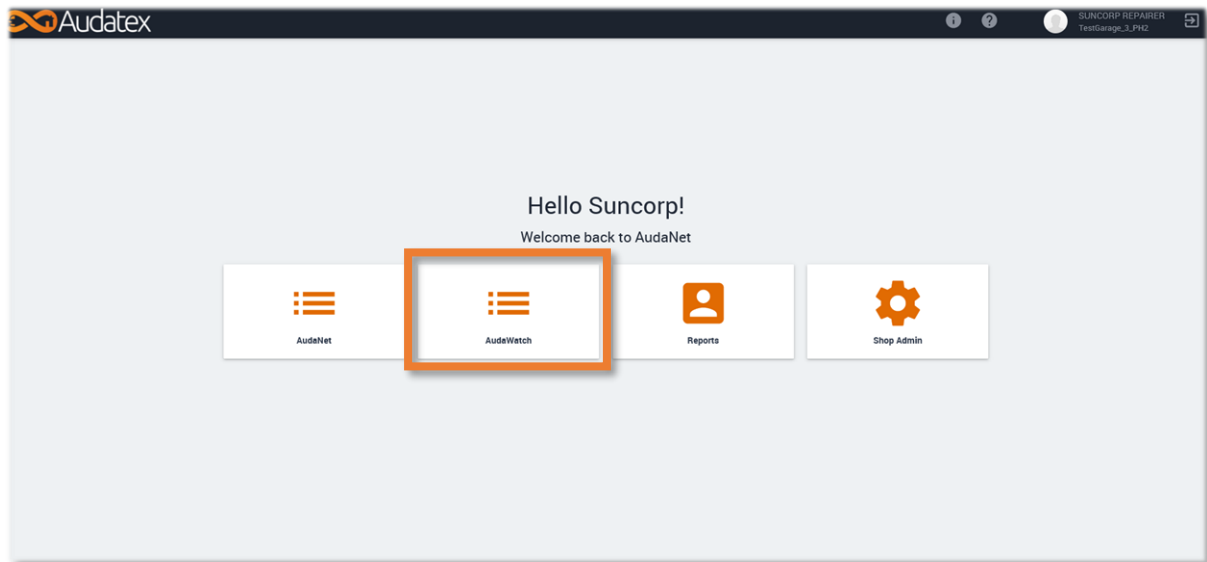 Audatex
SUNCORP REPAIRER
TestGarage_3_PH2
Hello Suncorp!
Welcome back to AudaNet
AudaNet
AudaWatch
Reports
Shop Admin